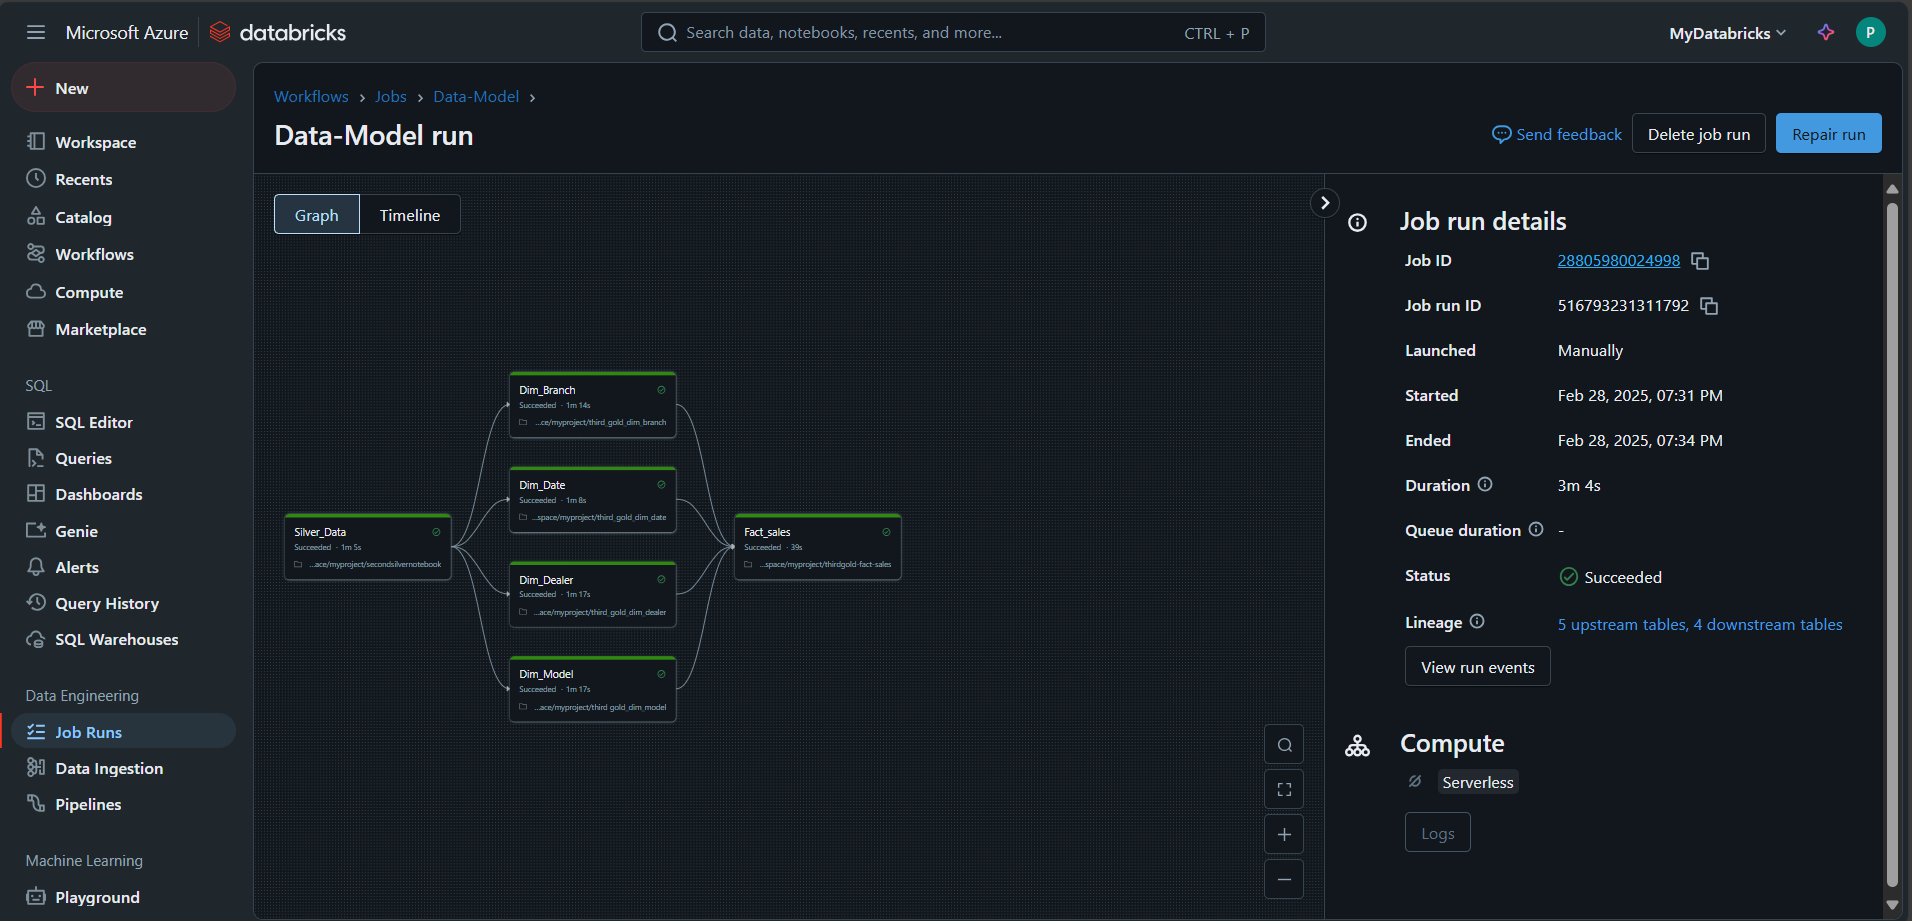 Microsoft Azure
databricks
Search data, notebooks, recents, and more...
CTRL + P
MyDatabricks
P
New
Workspace
Recents
Catalog
Workflows
Compute
Marketplace
SQL
SQL Editor
Queries
Dashboards
Genie
Alerts
Query History
SQL Warehouses
Data Engineering
Job Runs
Data Ingestion
Pipelines
Machine Learning
Playground
Workflows > Jobs > Data-Model >
Data-Model run
Send feedback
Delete job run
Repair run
Graph
Timeline
Silver_Data
Succeeded · 1m 5s
...ace/myproject/secondsilvernotebook
Dim_Branch
Succeeded · 1m 14s
...ce/myproject/third_gold_dim_branch
Dim_Date
Succeeded · 1m 8s
...space/myproject/third_gold_dim_date
Dim_Dealer
Succeeded · 1m 17s
...ace/myproject/third_gold_dim_dealer
Dim_Model
Succeeded · 1m 17s
...ace/myproject/third gold_dim_model
Fact_sales
Succeeded · 39s
...space/myproject/thirdgold-fact-sales
Job run details
Job ID 28805980024998
Job run ID 516793231311792
Launched Manually
Started Feb 28, 2025, 07:31 PM
Ended Feb 28, 2025, 07:34 PM
Duration 3m 4s
Queue duration -
Status Succeeded
Lineage 5 upstream tables, 4 downstream tables
View run events
Compute
Serverless
Logs